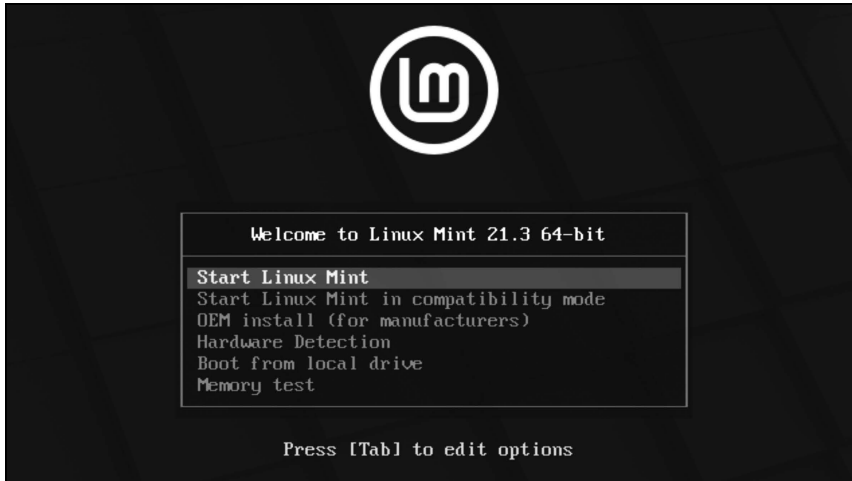 lm
Welcome to Linux Mint 21.3 64-bit
Start Linux Mint
Start Linux Mint in compatibility mode
OEM install (for manufacturers)
Hardware Detection
Boot from local drive
Memory test
Press [Tab] to edit options